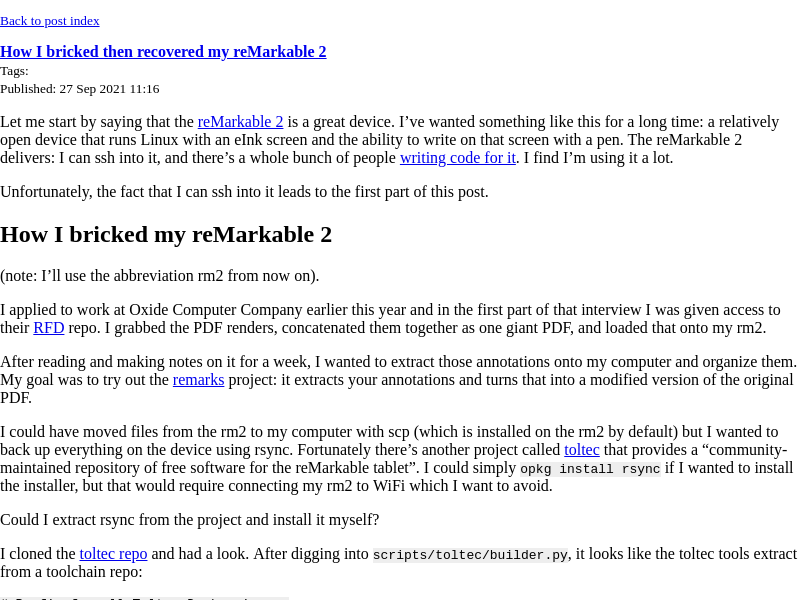 Back to post index
How I bricked then recovered my reMarkable 2
Tags:
Published: 27 Sep 2021 11:16
Let me start by saying that the reMarkable 2 is a great device. I’ve wanted something like this for a long time: a relatively
open device that runs Linux with an eInk screen and the ability to write on that screen with a pen. The reMarkable 2
delivers: I can ssh into it, and there’s a whole bunch of people writing code for it. I find I’m using it a lot.
Unfortunately, the fact that I can ssh into it leads to the first part of this post.
How I bricked my reMarkable 2
(note: I’ll use the abbreviation rm2 from now on).
I applied to work at Oxide Computer Company earlier this year and in the first part of that interview I was given access to
their RFD repo. I grabbed the PDF renders, concatenated them together as one giant PDF, and loaded that onto my rm2.
After reading and making notes on it for a week, I wanted to extract those annotations onto my computer and organize them.
My goal was to try out the remarks project: it extracts your annotations and turns that into a modified version of the original
PDF.
I could have moved files from the rm2 to my computer with scp (which is installed on the rm2 by default) but I wanted to
back up everything on the device using rsync. Fortunately there’s another project called toltec that provides a “community-
maintained repository of free software for the reMarkable tablet”. I could simply opkg install rsync if I wanted to install
the installer, but that would require connecting my rm2 to WiFi which I want to avoid.
Could I extract rsync from the project and install it myself?
I cloned the toltec repo and had a look. After digging into scripts/toltec/builder.py, it looks like the toltec tools extract
from a toolchain repo: